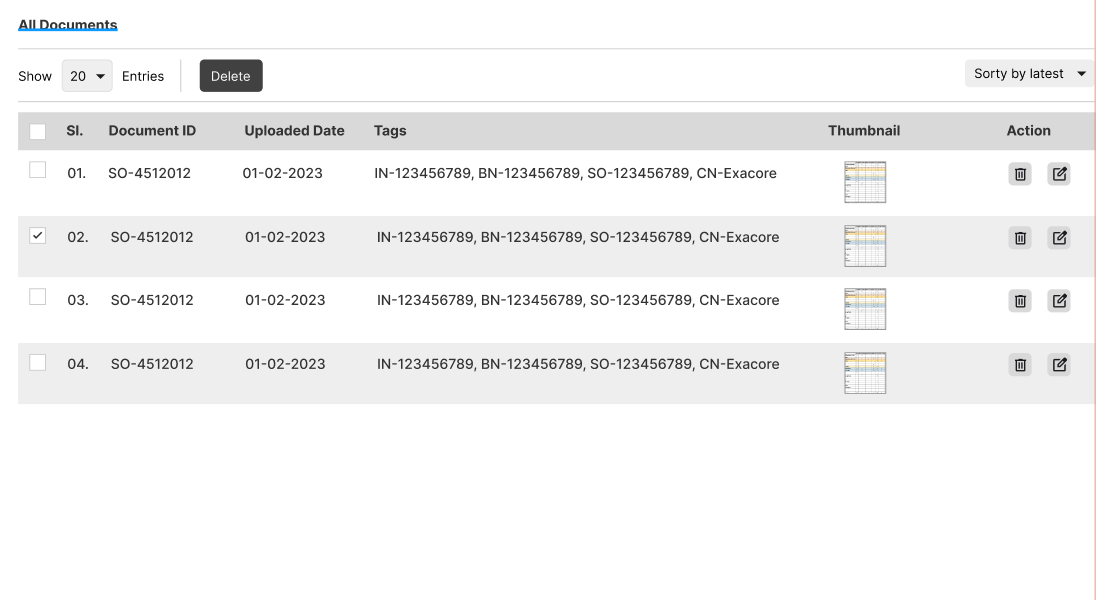 All Documents
Show 20 Entries Delete Sorty by latest
Sl. Document ID Uploaded Date Tags Thumbnail Action
01. SO-4512012 01-02-2023 IN-123456789, BN-123456789, SO-123456789, CN-Exacore
02. SO-4512012 01-02-2023 IN-123456789, BN-123456789, SO-123456789, CN-Exacore
03. SO-4512012 01-02-2023 IN-123456789, BN-123456789, SO-123456789, CN-Exacore
04. SO-4512012 01-02-2023 IN-123456789, BN-123456789, SO-123456789, CN-Exacore